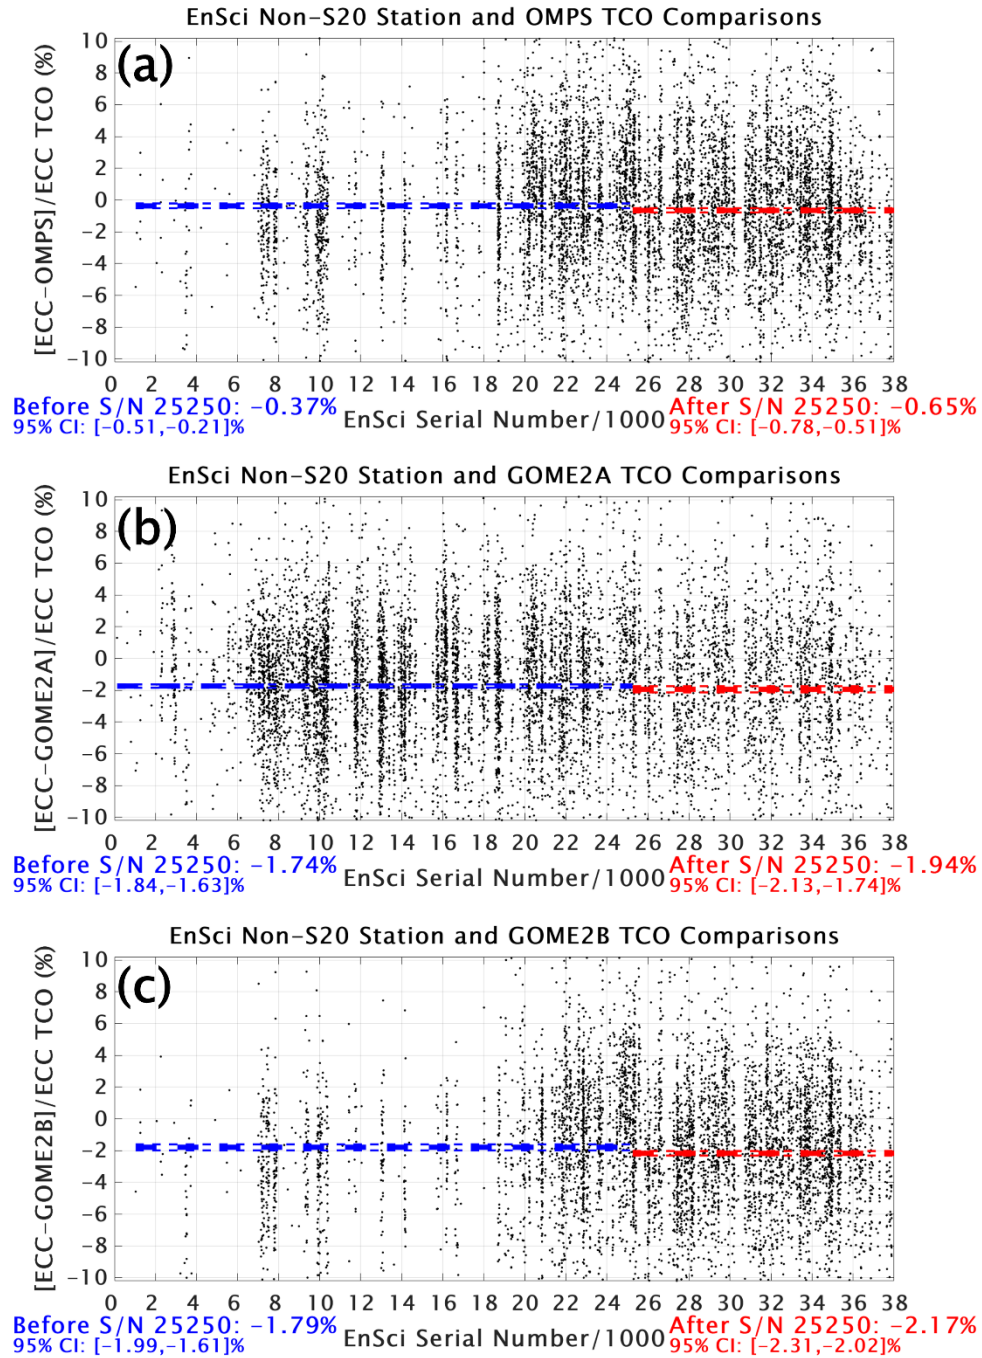 EnSci Non-S20 Station and OMPS TCO Comparisons
(a)
[ECC-OMPS]/ECC TCO (%)
10
8
6
4
2
0
-2
-4
-6
-8
-10
0 2 4 6 8 10 12 14 16 18 20 22 24 26 28 30 32 34 36 38
Before S/N 25250: -0.37%
95% CI: [-0.51,-0.21]%
EnSci Serial Number/1000
After S/N 25250: -0.65%
95% CI: [-0.78,-0.51]%
EnSci Non-S20 Station and GOME2A TCO Comparisons
(b)
[ECC-GOME2A]/ECC TCO (%)
10
8
6
4
2
0
-2
-4
-6
-8
-10
0 2 4 6 8 10 12 14 16 18 20 22 24 26 28 30 32 34 36 38
Before S/N 25250: -1.74%
95% CI: [-1.84,-1.63]%
EnSci Serial Number/1000
After S/N 25250: -1.94%
95% CI: [-2.13,-1.74]%
EnSci Non-S20 Station and GOME2B TCO Comparisons
(c)
[ECC-GOME2B]/ECC TCO (%)
10
8
6
4
2
0
-2
-4
-6
-8
-10
0 2 4 6 8 10 12 14 16 18 20 22 24 26 28 30 32 34 36 38
Before S/N 25250: -1.79%
95% CI: [-1.99,-1.61]%
EnSci Serial Number/1000
After S/N 25250: -2.17%
95% CI: [-2.31,-2.02]%